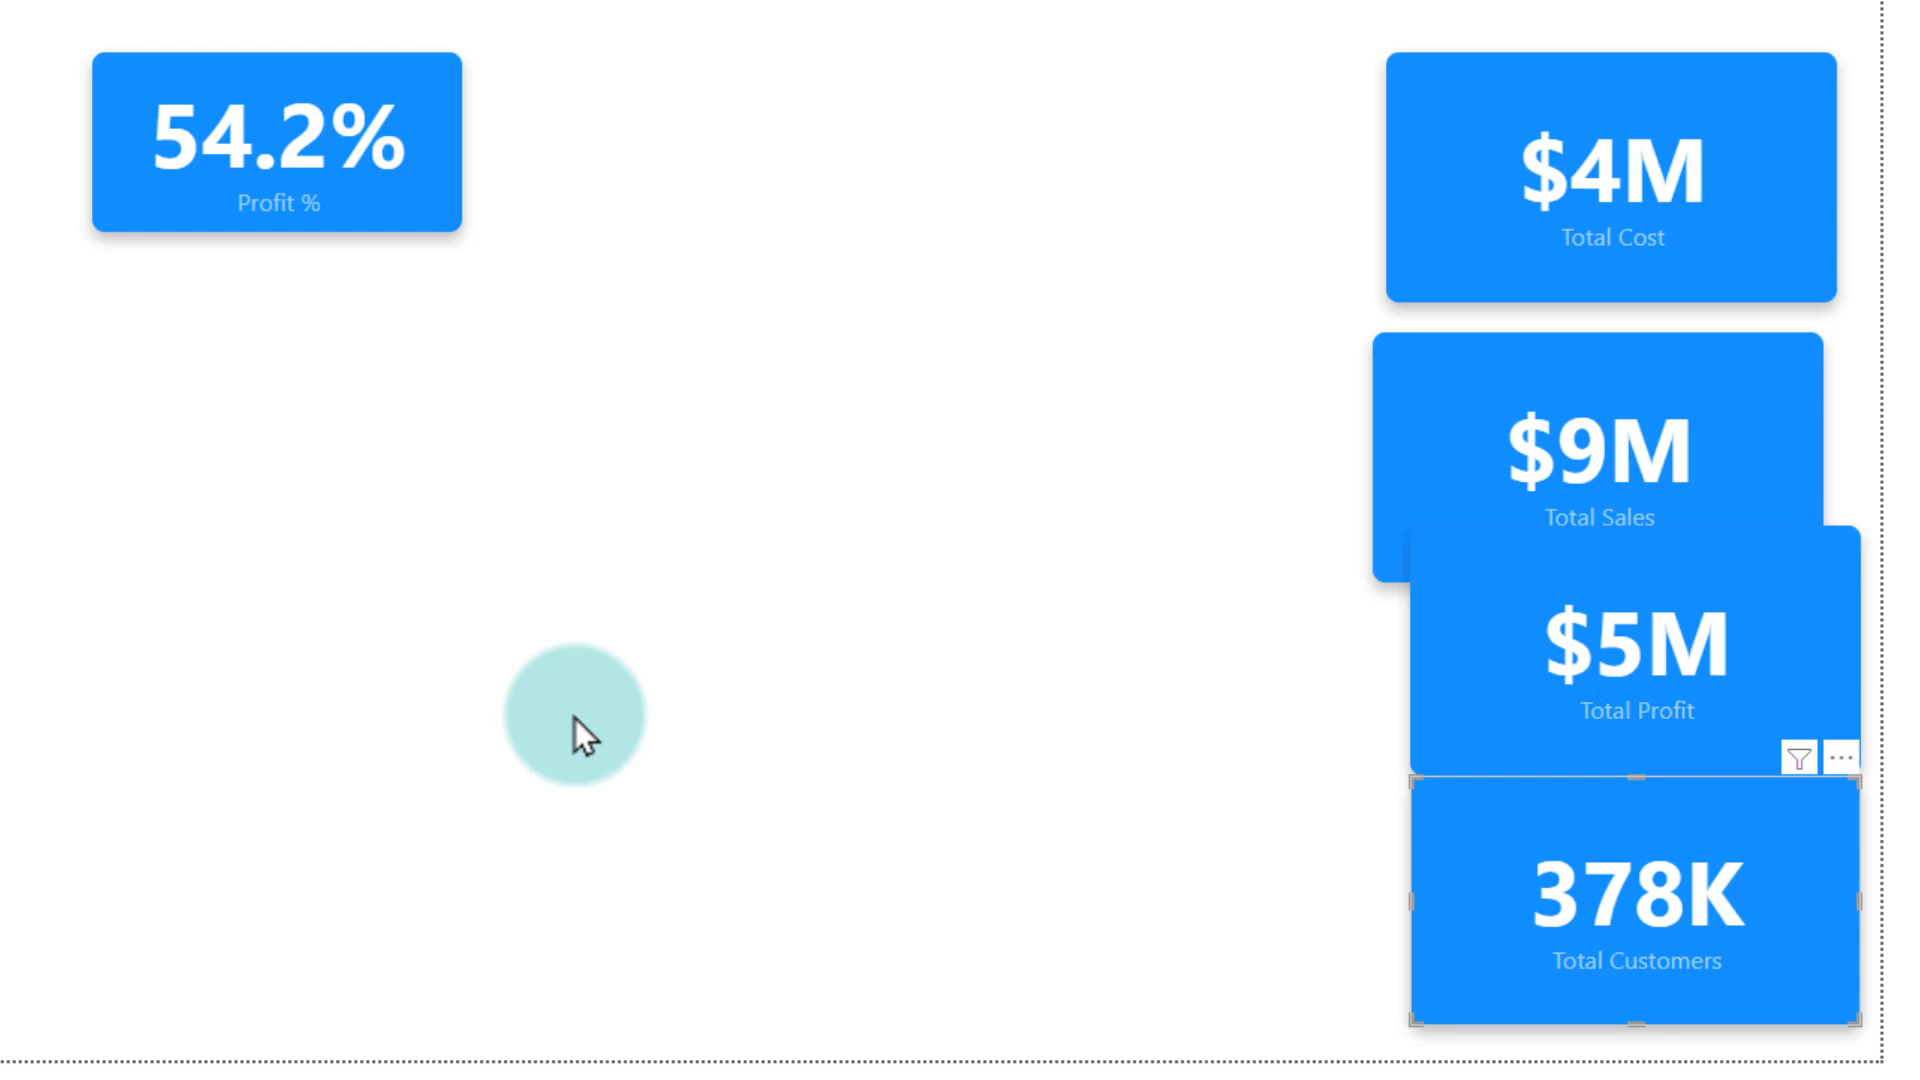 54.2%
Profit %
$4M
Total Cost
$9M
Total Sales
$5M
Total Profit
378K
Total Customers